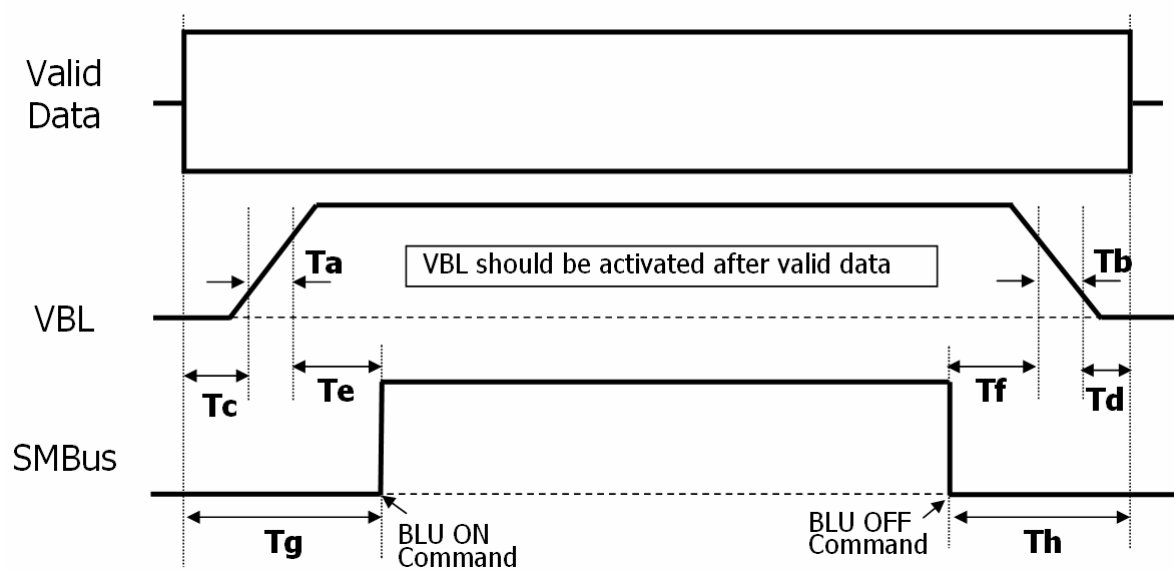 Valid
Data
Ta
VBL should be activated after valid data
Tb
VBL
Tc
Te
Tf
Td
SMBus
BLU ON
Command
BLU OFF
Command
Tg
Th